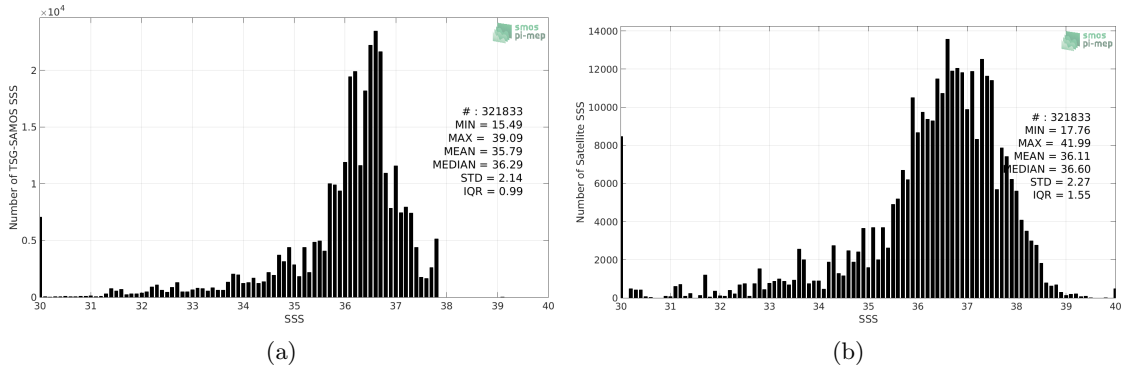 ×10⁴
smos
pi-mep
2
1.5
1
0.5
0
Number of TSG-SAMOS SSS
# : 321833
MIN = 15.49
MAX = 39.09
MEAN = 35.79
MEDIAN = 36.29
STD = 2.14
IQR = 0.99
30 31 32 33 34 35 36 37 38 39 40
SSS
(a)
smos
pi-mep
14000
12000
10000
8000
6000
4000
2000
0
Number of Satellite SSS
# : 321833
MIN = 17.76
MAX = 41.99
MEAN = 36.11
MEDIAN = 36.60
STD = 2.27
IQR = 1.55
30 31 32 33 34 35 36 37 38 39 40
SSS
(b)